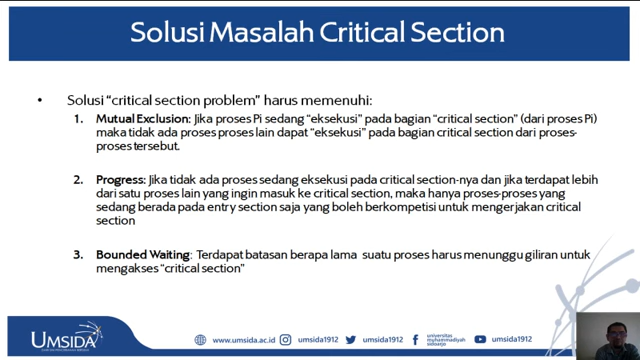 Solusi Masalah Critical Section
• Solusi “critical section problem” harus memenuhi:
1. Mutual Exclusion: Jika proses Pi sedang “eksekusi” pada bagian “critical section” (dari proses Pi)
maka tidak ada proses proses lain dapat “eksekusi” pada bagian critical section dari proses-
proses tersebut.
2. Progress: Jika tidak ada proses sedang eksekusi pada critical section-nya dan jika terdapat lebih
dari satu proses lain yang ingin masuk ke critical section, maka hanya proses-proses yang
sedang berada pada entry section saja yang boleh berkompetisi untuk mengerjakan critical
section
3. Bounded Waiting: Terdapat batasan berapa lama suatu proses harus menunggu giliran untuk
mengakses “critical section”
UMSIDA
www.umsida.ac.id
umsida1912
umsida1912
universitas
muhammadiyah
sidoarjo
umsida1912